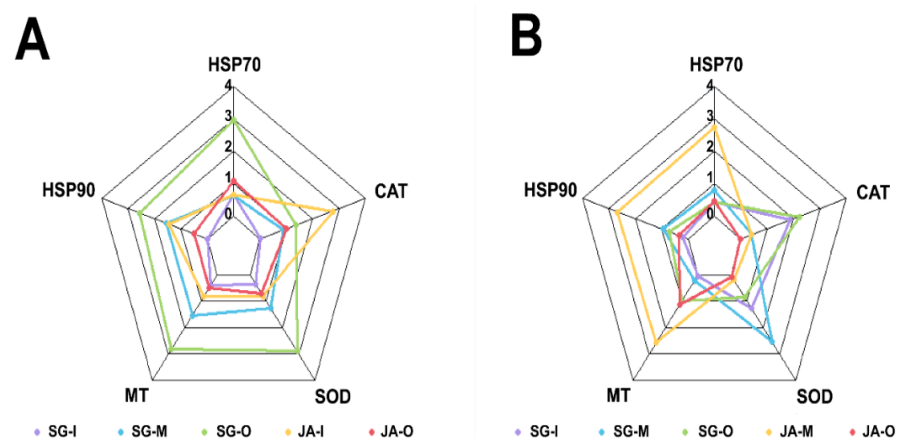 A
HSP70
4
3
2
1
0
HSP90
CAT
MT
SOD
SG-I SG-M SG-O JA-I JA-O
B
HSP70
4
3
2
1
0
HSP90
CAT
MT
SOD
SG-I SG-M SG-O JA-M JA-O